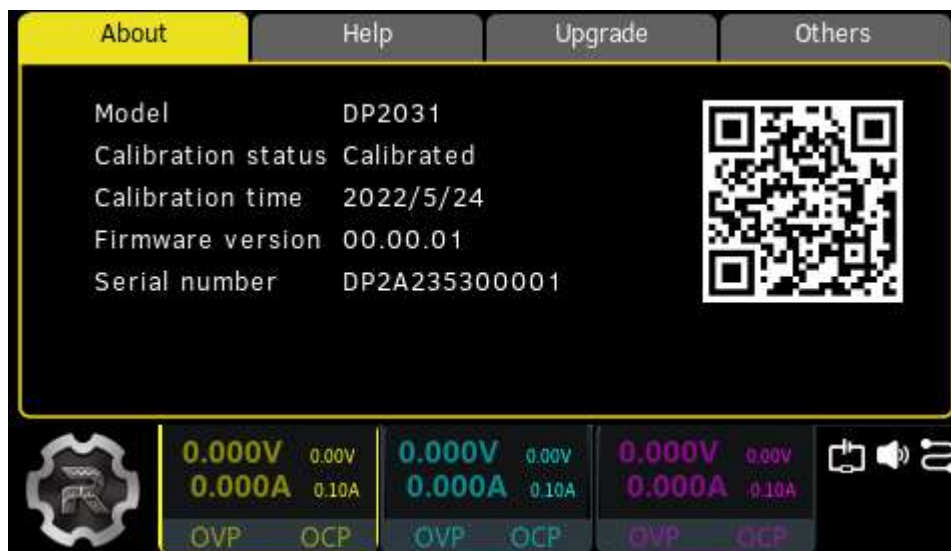 About Help Upgrade Others
Model DP2031
Calibration status Calibrated
Calibration time 2022/5/24
Firmware version 00.00.01
Serial number DP2A235300001
0.000V 0.00V 0.000V 0.00V 0.000V 0.00V
0.000A 0.10A 0.000A 0.10A 0.000A 0.10A
OVP OCP OVP OCP OVP OCP